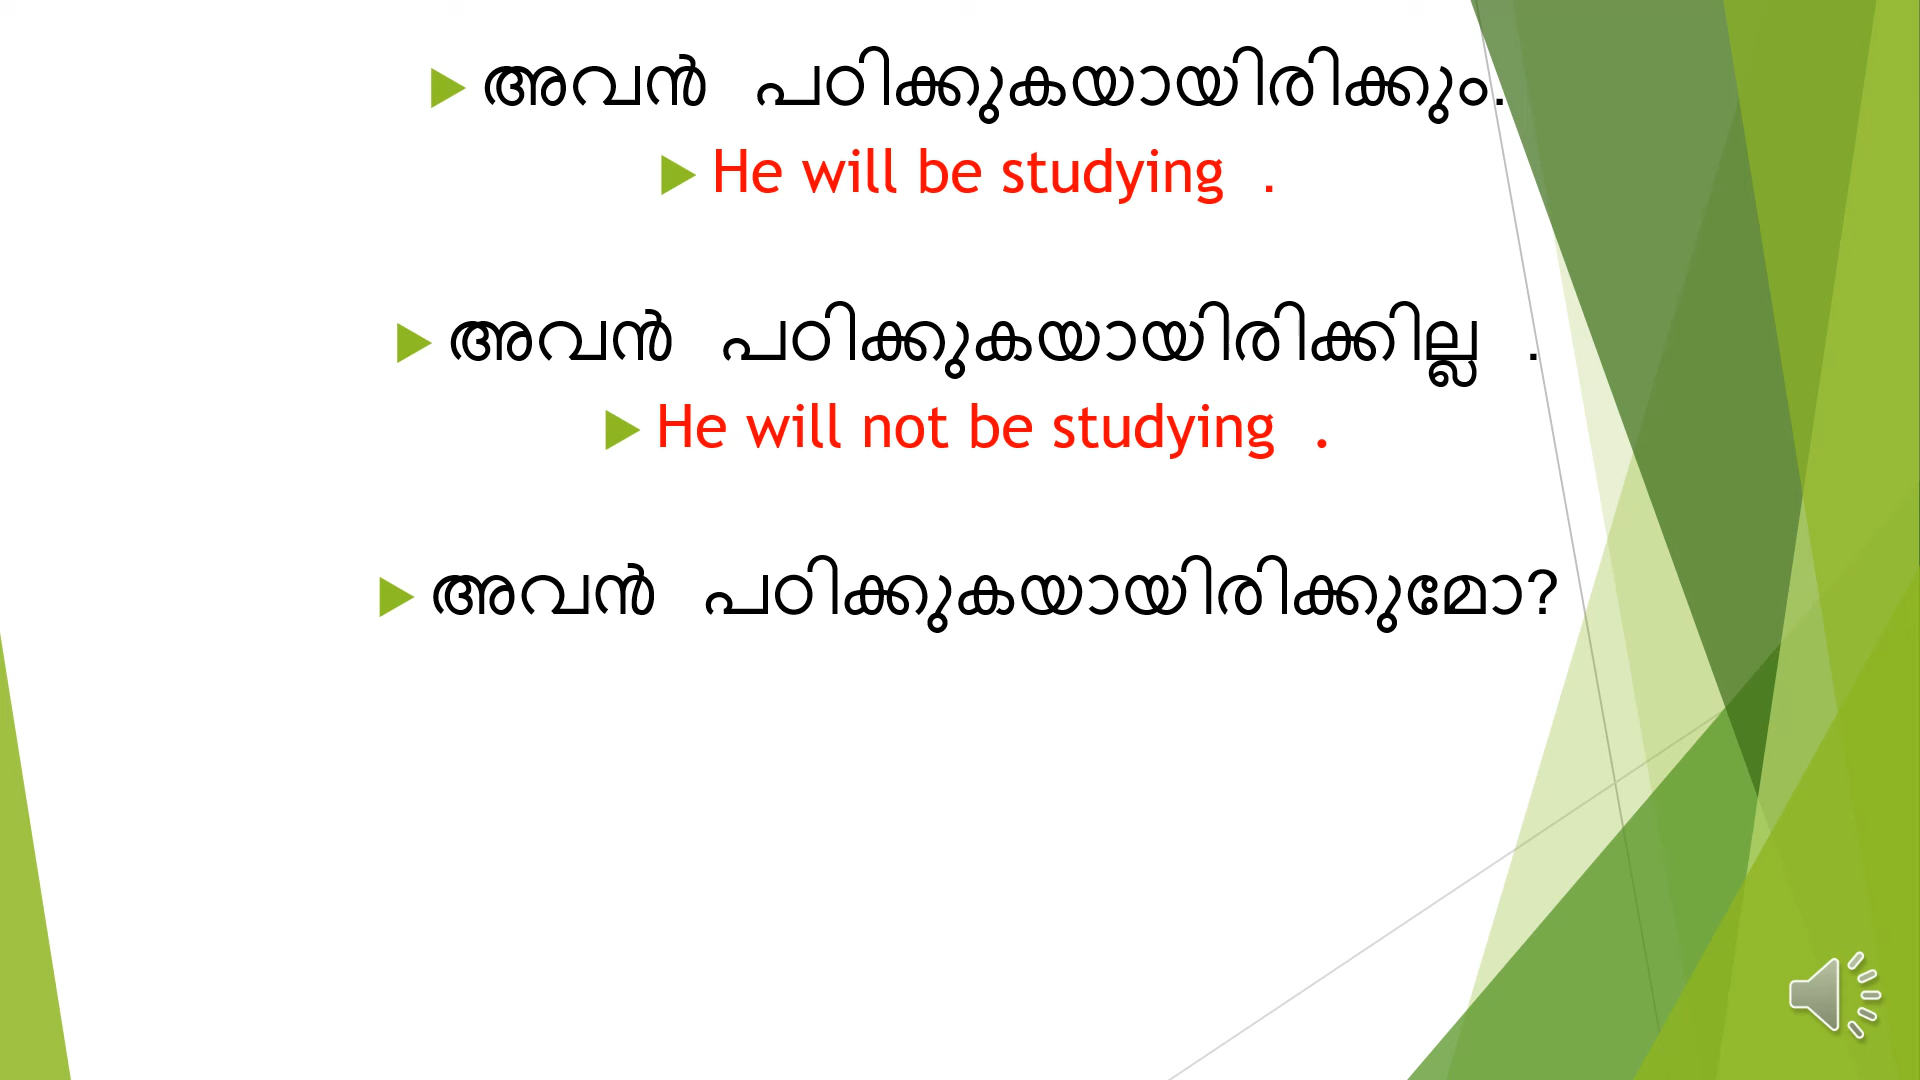 അവൻ പഠിക്കുകയായിരിക്കും.
He will be studying .
അവൻ പഠിക്കുകയായിരിക്കില്ല .
He will not be studying .
അവൻ പഠിക്കുകയായിരിക്കുമോ?